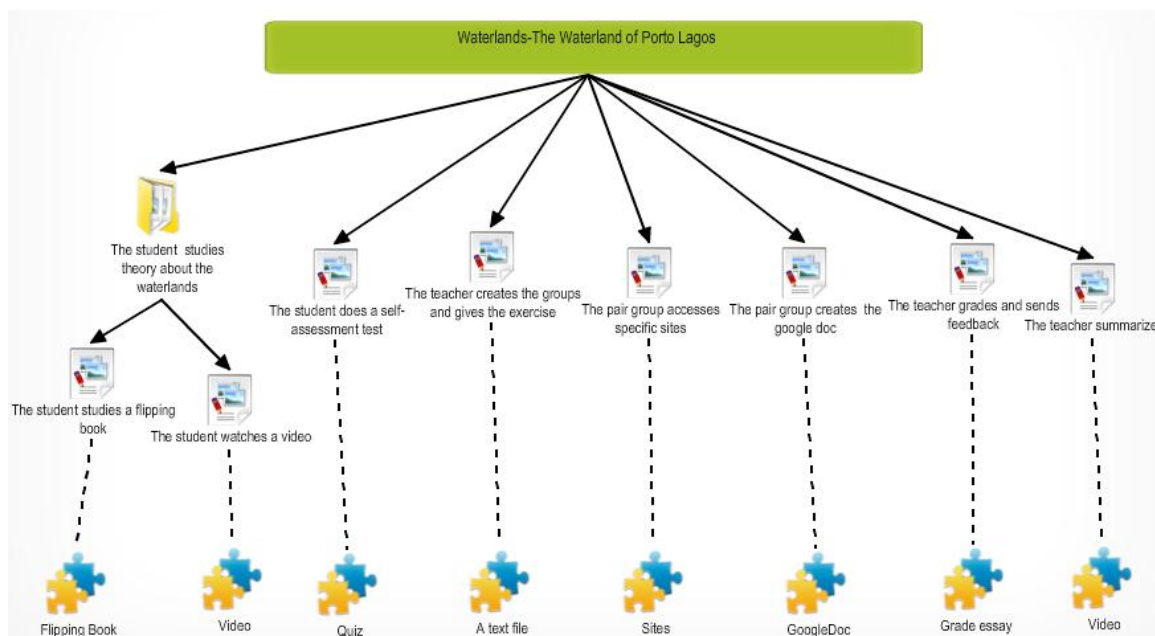 Waterlands-The Waterland of Porto Lagos
The student studies
theory about the
waterlands
The student does a self-
assessment test
The teacher creates the groups
and gives the exercise
The pair group accesses
specific sites
The pair group creates the
google doc
The teacher grades and sends
feedback
The teacher summarize
The student studies a flipping
book
The student watches a video
Flipping Book
Video
Quiz
A text file
Sites
GoogleDoc
Grade essay
Video